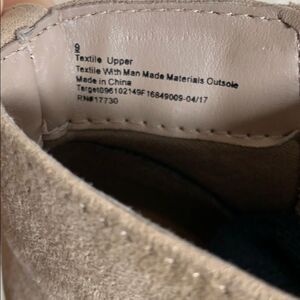 9
Textile Upper
Textile With Man Made Materials Outsole
Made in China
Target096102149F16849009-04/17
RN#17730